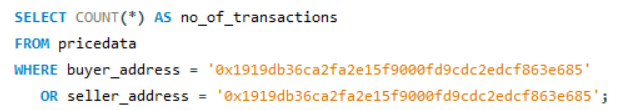 SELECT COUNT(*) AS no_of_transactions
FROM pricedata
WHERE buyer_address = '0x1919db36ca2fa2e15f9000fd9cdc2edcf863e685'
OR seller_address = '0x1919db36ca2fa2e15f9000fd9cdc2edcf863e685';